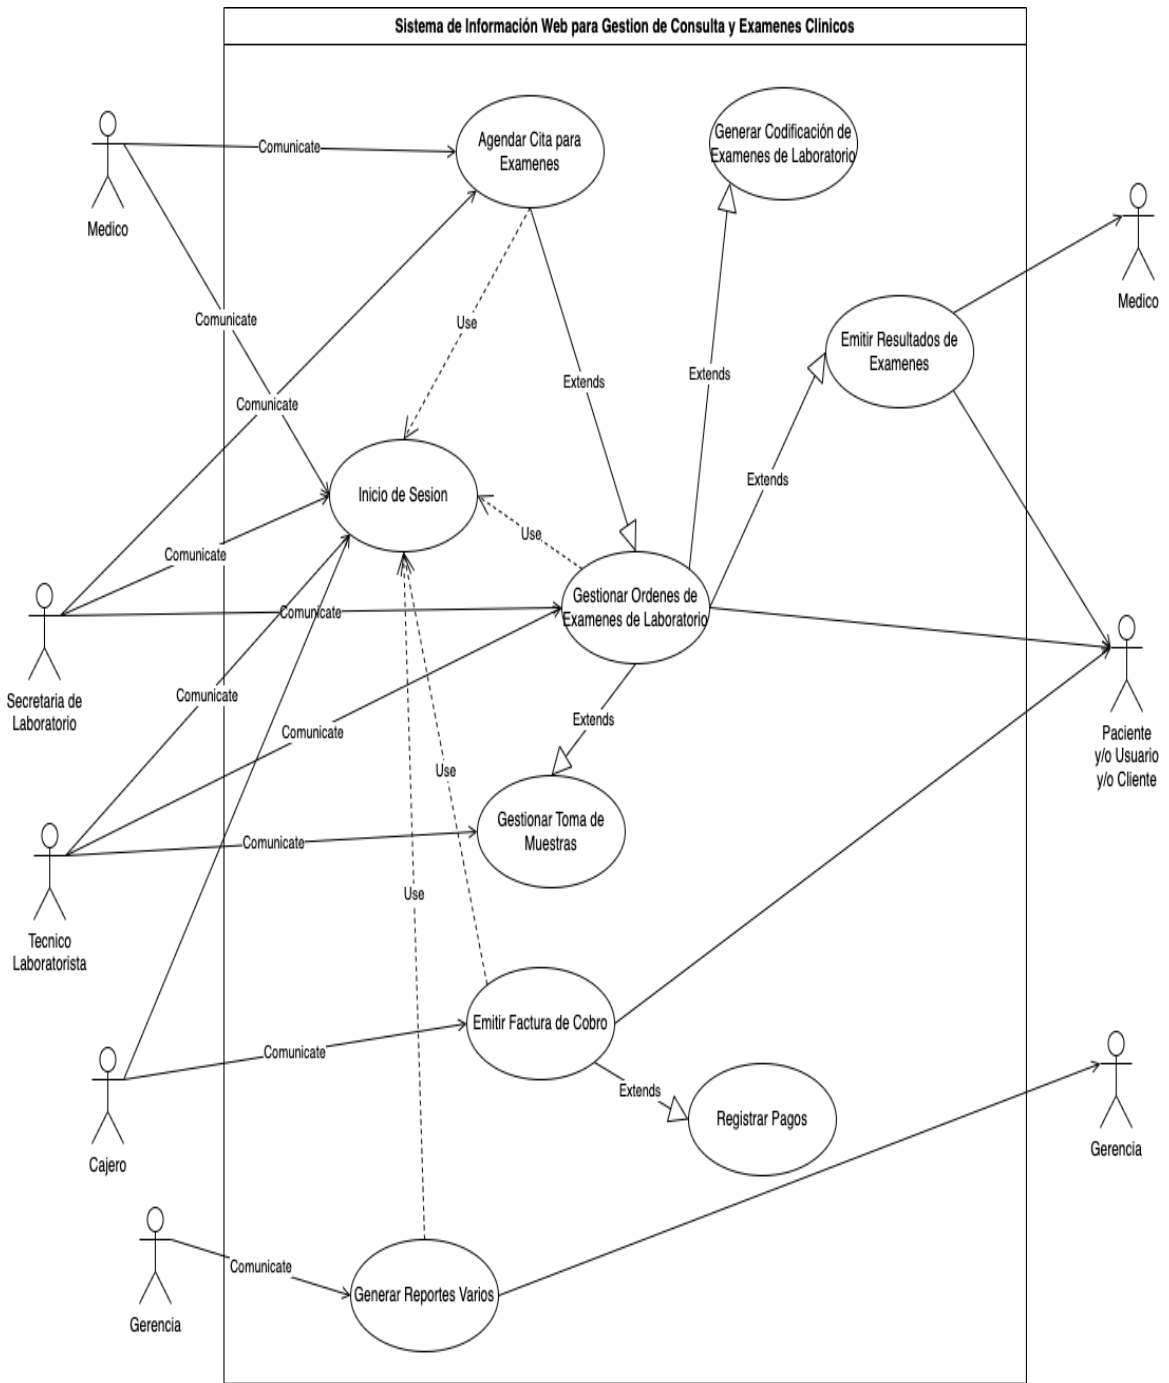 Sistema de Información Web para Gestion de Consulta y Examenes Clinicos
Agendar Cita para
Examenes
Generar Codificación de
Examenes de Laboratorio
Comunicate
Medico
Medico
Comunicate
Use
Emitir Resultados de
Examenes
Extends
Extends
Comunicate
Extends
Inicio de Sesion
Use
Comunicate
Gestionar Ordenes de
Examenes de Laboratorio
Comunicate
Secretaria de
Laboratorio
Comunicate
Extends
Comunicate
Paciente
y/o Usuario
y/o Cliente
Use
Gestionar Toma de
Muestras
Comunicate
Use
Tecnico
Laboratorista
Emitir Factura de Cobro
Comunicate
Extends
Registrar Pagos
Cajero
Gerencia
Comunicate
Generar Reportes Varios
Gerencia